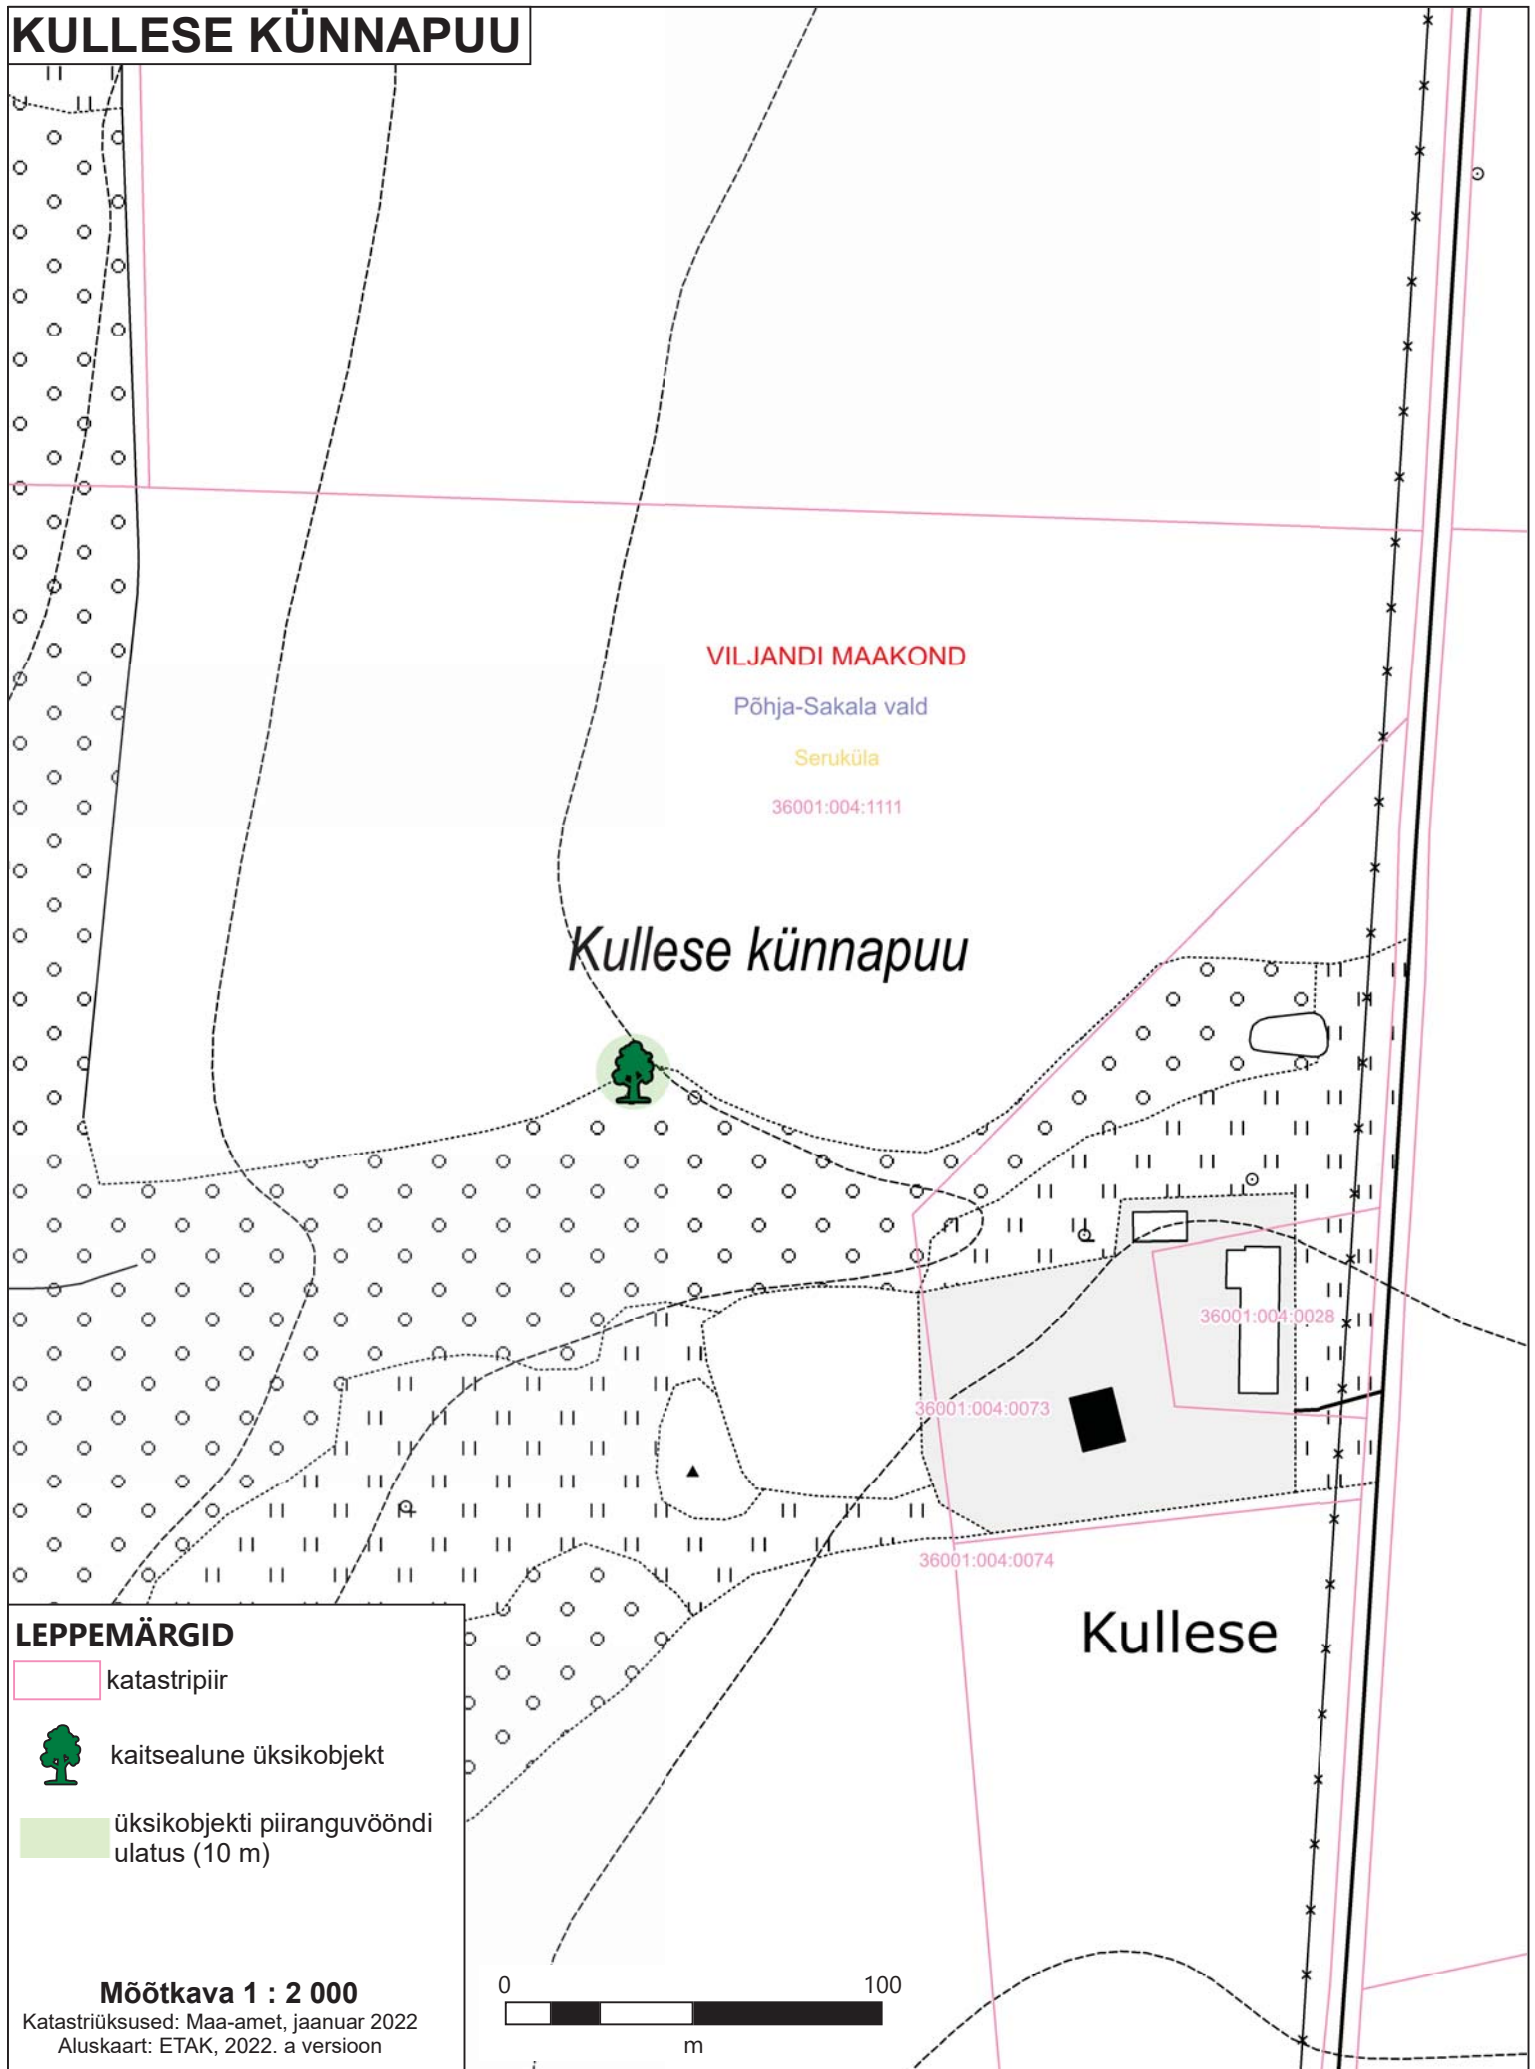 KULLESE KÜNNAPUU
VILJANDI MAAKOND
Põhja-Sakala vald
Seruküla
36001:004:1111
Kullese künnapuu
36001:004:0028
36001:004:0073
36001:004:0074
Kullese
LEPPEMÄRGID
katastripiir
kaitsealune üksikobjekt
üksikobjekti piiranguvööndi
ulatus (10 m)
Mõõtkava 1 : 2 000
Katastriüksused: Maa-amet, jaanuar 2022
Aluskaart: ETAK, 2022. a versioon
0 100
m